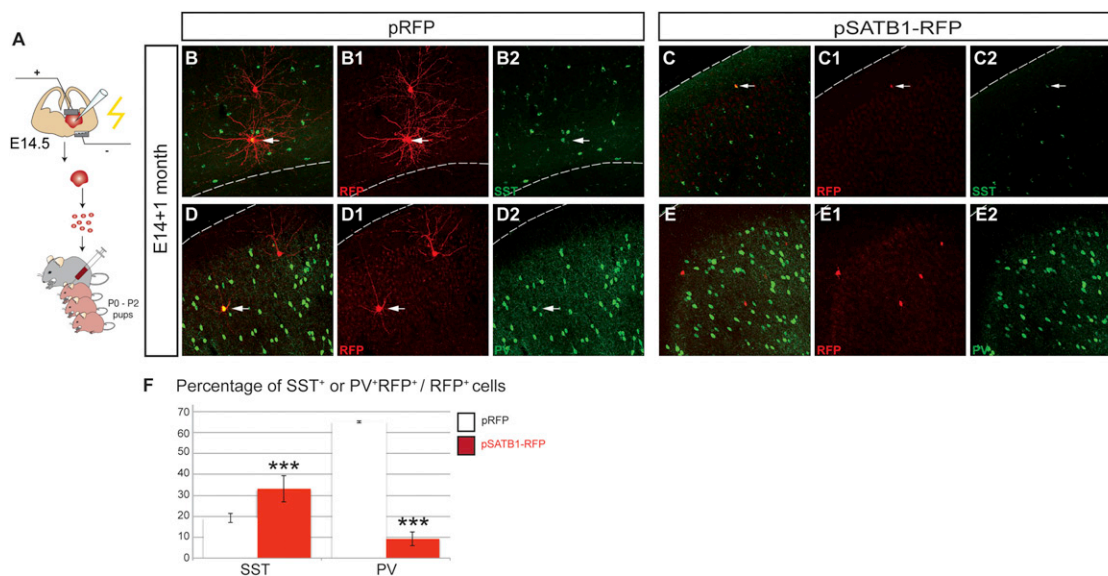 pRFP
pSATB1-RFP
A
+
E14.5
-
P0 - P2
pups
E14+1 month
B
B1
RFP
B2
SST
C
C1
RFP
C2
SST
D
D1
RFP
D2
PV
E
E1
RFP
E2
PV
F Percentage of SST⁺ or PV⁺RFP⁺ / RFP⁺ cells
70
60
50
40
30
20
10
0
***
***
SST
PV
pRFP
pSATB1-RFP